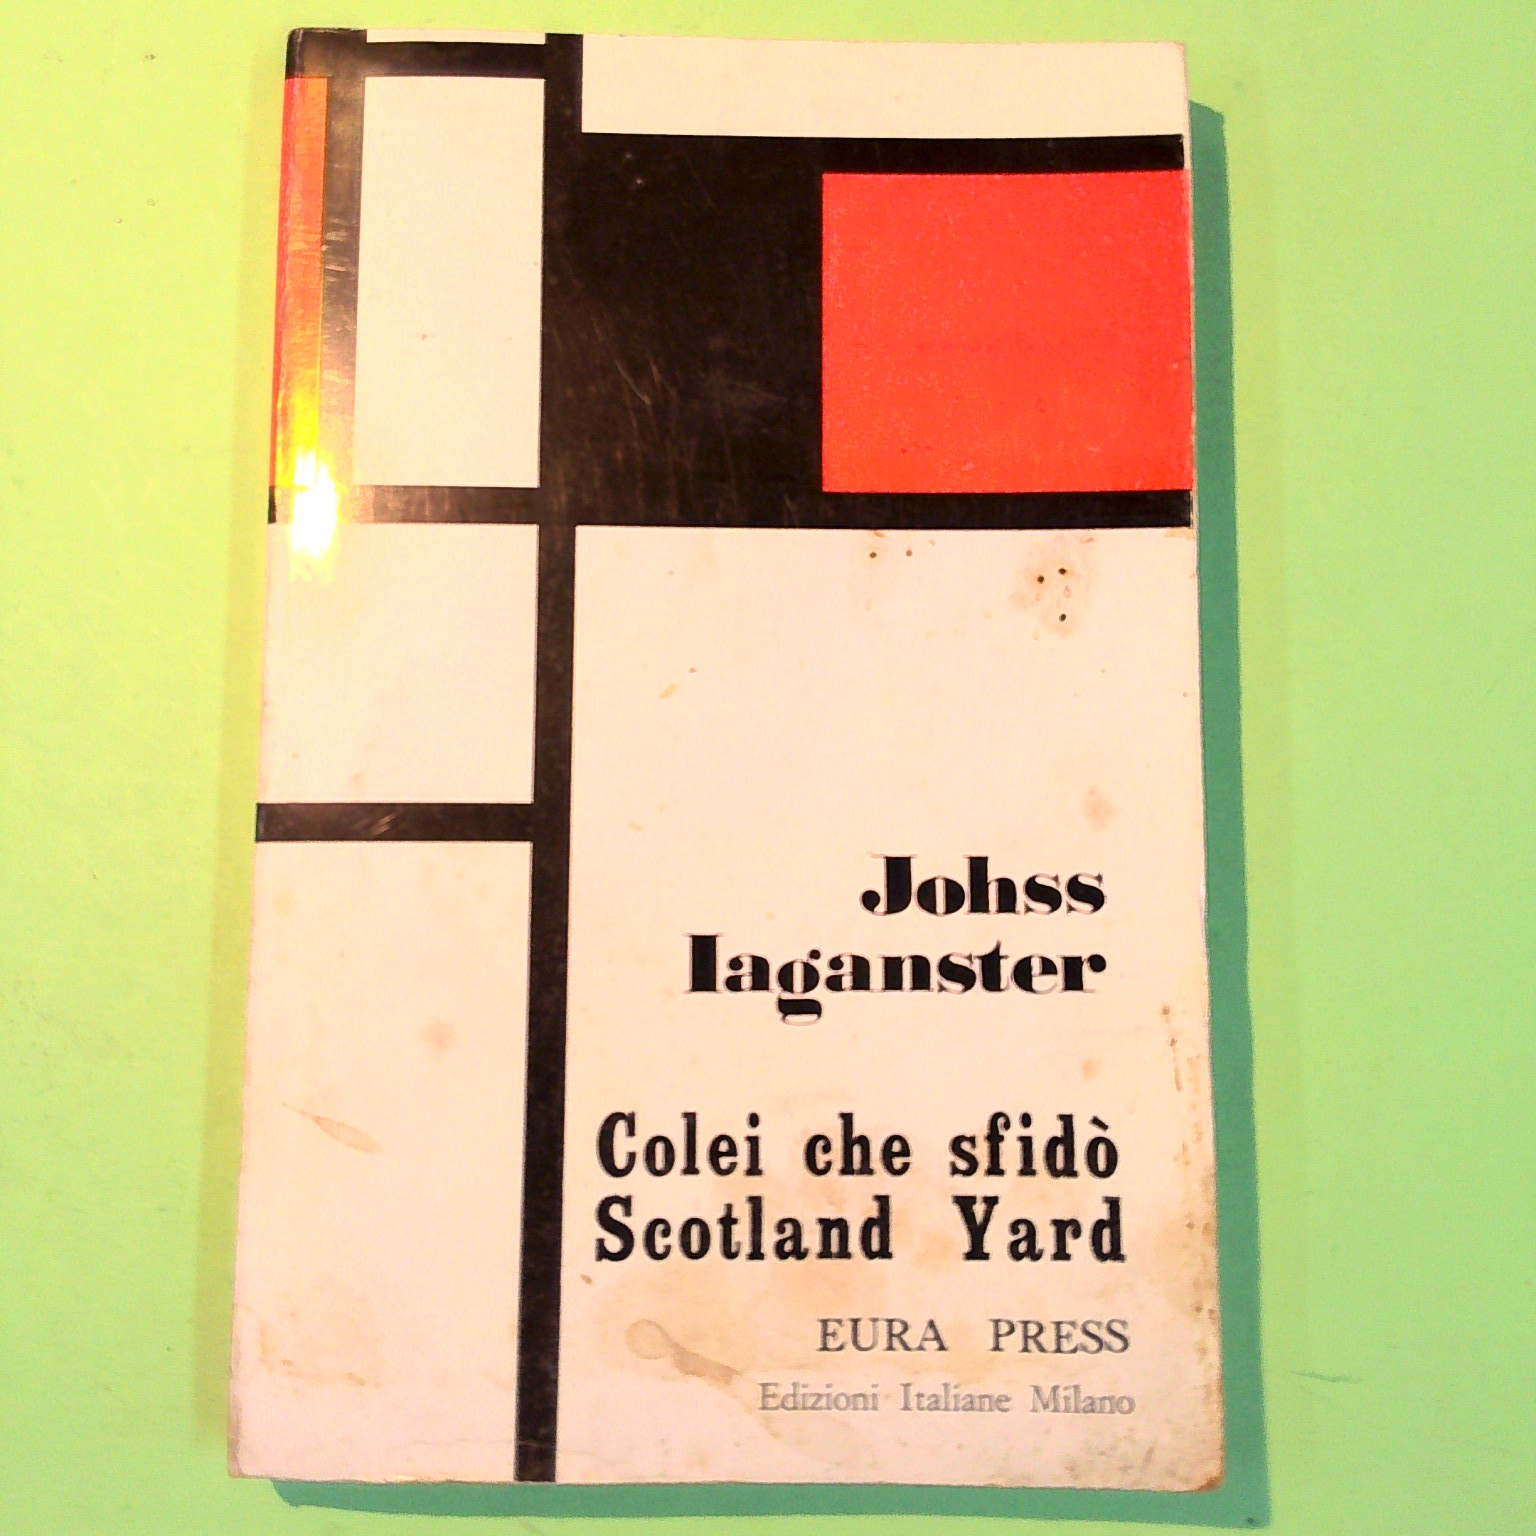 Johss
Iaganster
Colei che sfidò
Scotland Yard
EURA PRESS
Edizioni Italiane Milano